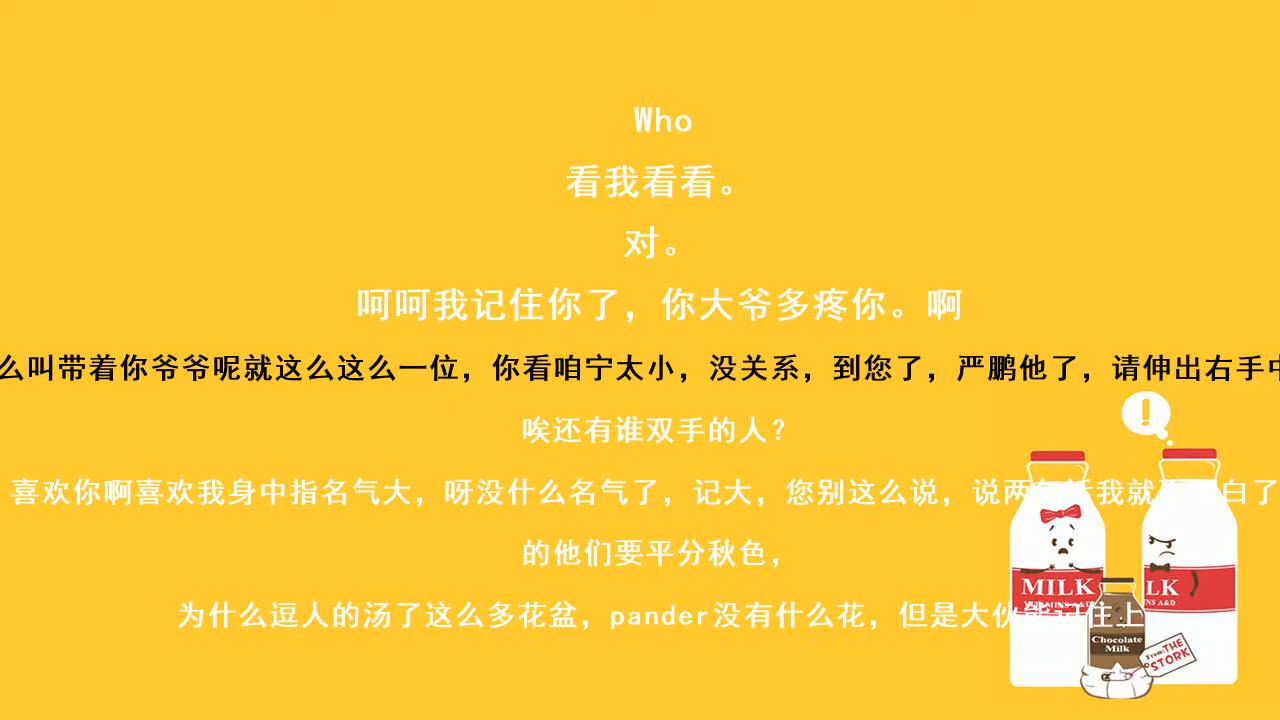 Who
看我看看。
对。
呵呵我记住你了，你大爷多疼你。啊
么叫带着你爷爷呢就这么这么一位，你看咱宁太小，没关系，到您了，严鹏他了，请伸出右手中
唉还有谁双手的人？
喜欢你啊喜欢我身中指名气大，呀没什么名气了，记大，您别这么说，说两句话我就 白了
的他们要平分秋色，
为什么逗人的汤了这么多花盆，pander没有什么花，但是大伙 记住上
!
MILK
VITAMINS A&D
LK
NS A&D
Chocolate
Milk
From: THE
STORK